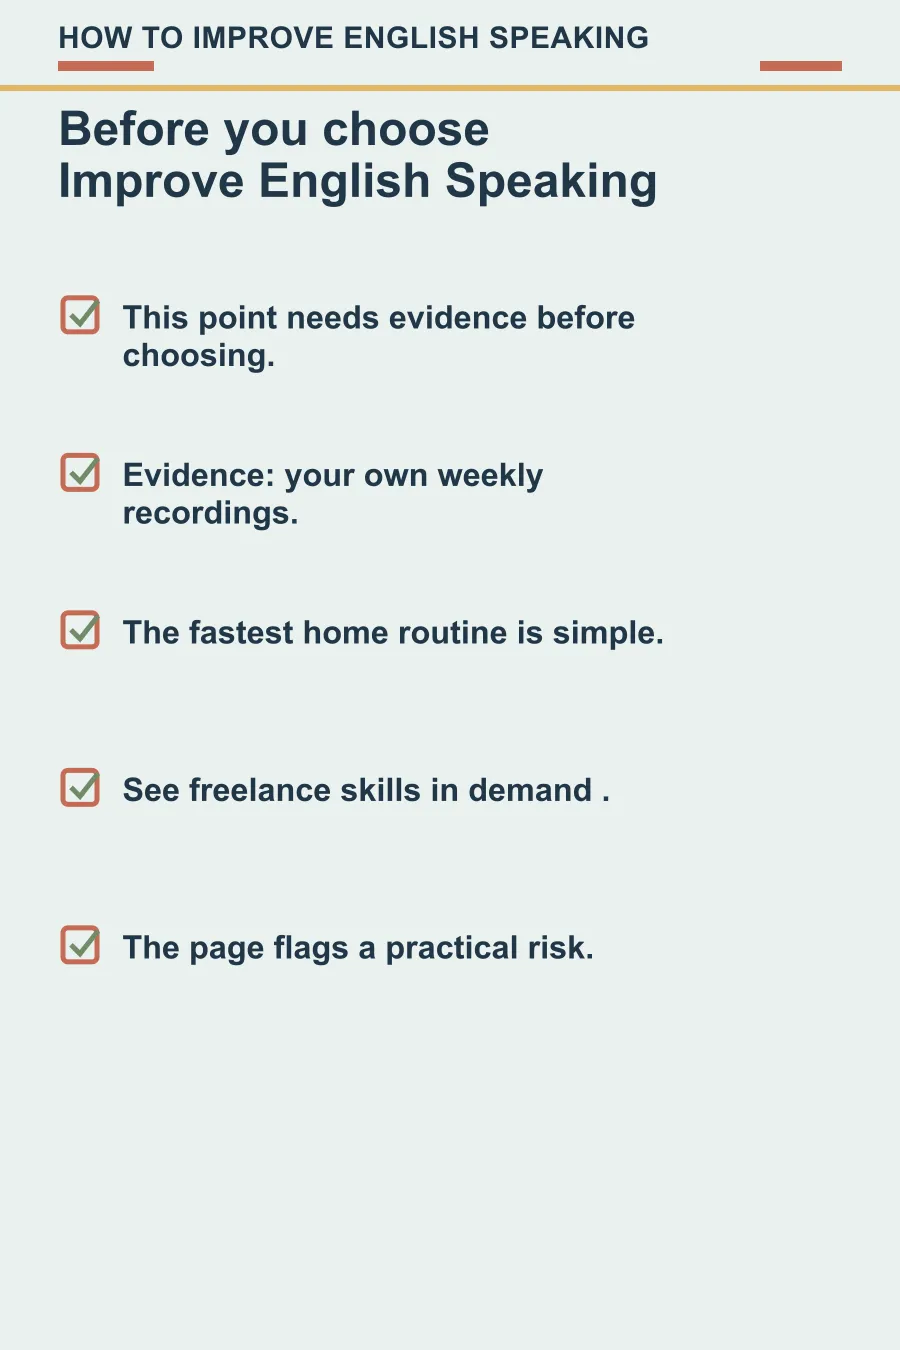 HOW TO IMPROVE ENGLISH SPEAKING
Before you choose
Improve English Speaking
This point needs evidence before
choosing.
Evidence: your own weekly
recordings.
The fastest home routine is simple.
See freelance skills in demand .
The page flags a practical risk.